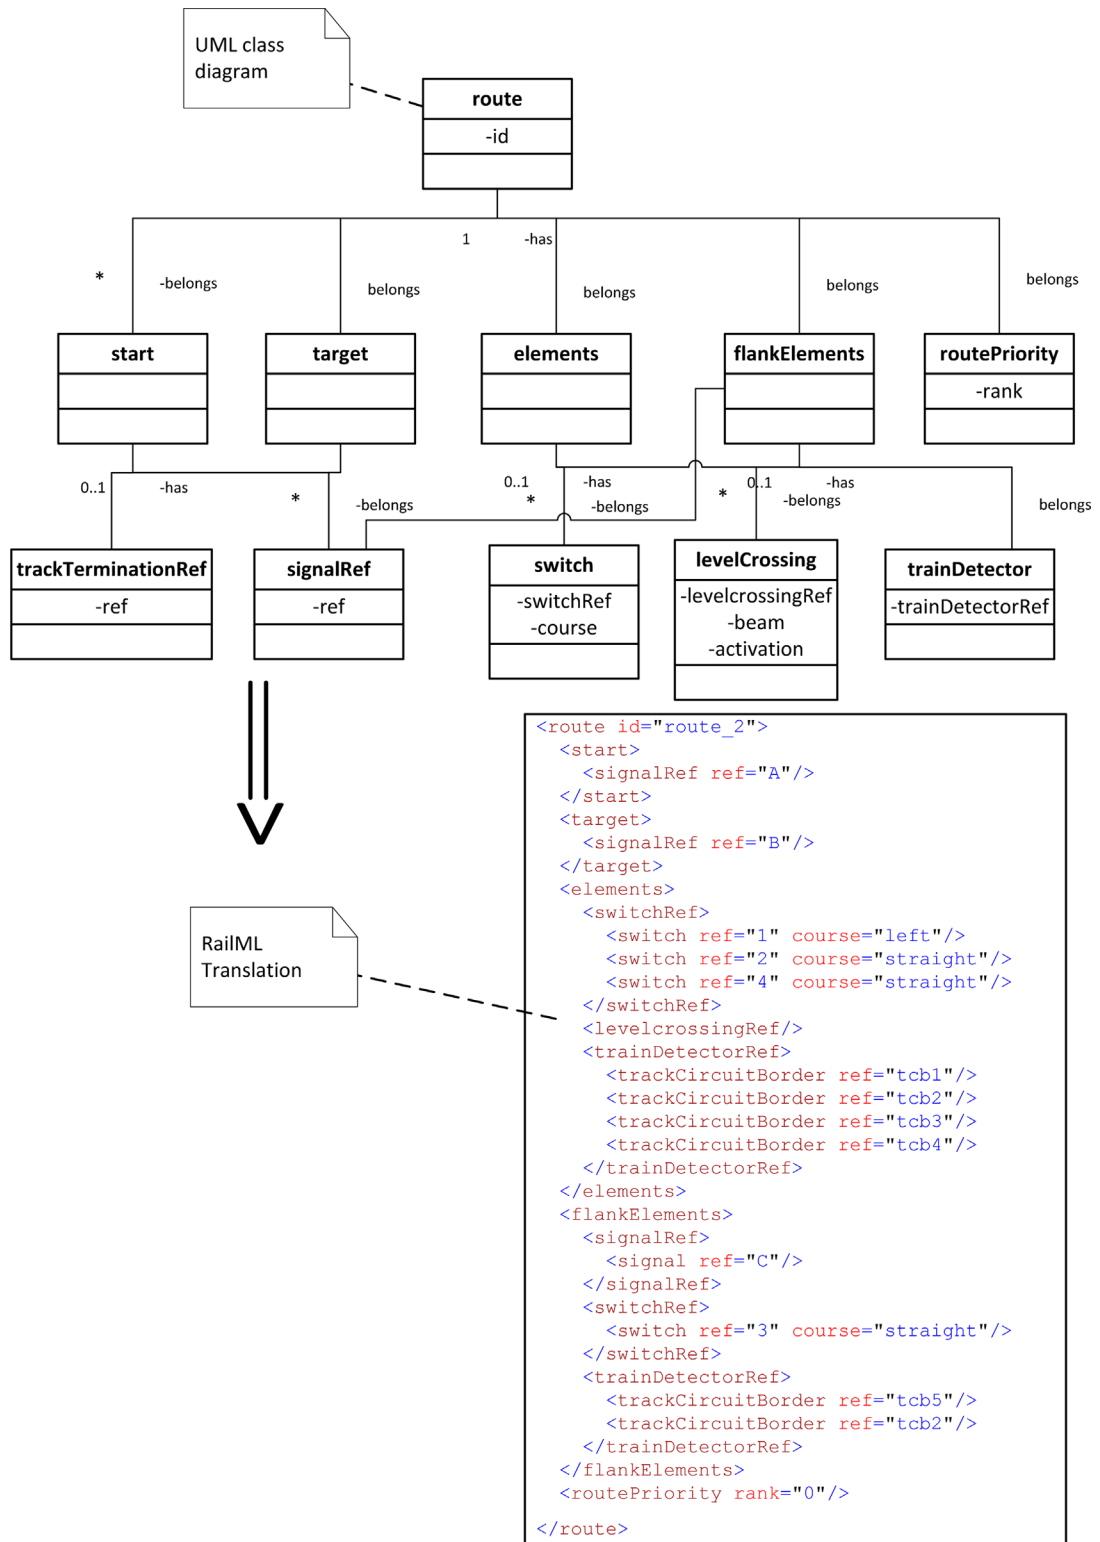 UML class
diagram
route
-id
1
-has
*
-belongs
belongs
belongs
belongs
belongs
start
target
elements
flankElements
routePriority
-rank
0..1
-has
*
-belongs
0..1
*
-has
-belongs
*
0..1
-has
-belongs
belongs
trackTerminationRef
-ref
signalRef
-ref
switch
-switchRef
-course
levelCrossing
-levelcrossingRef
-beam
-activation
trainDetector
-trainDetectorRef
RailML
Translation
<route id="route_2">
<start>
<signalRef ref="A"/>
</start>
<target>
<signalRef ref="B"/>
</target>
<elements>
<switchRef>
<switch ref="1" course="left"/>
<switch ref="2" course="straight"/>
<switch ref="4" course="straight"/>
</switchRef>
<levelcrossingRef/>
<trainDetectorRef>
<trackCircuitBorder ref="tcb1"/>
<trackCircuitBorder ref="tcb2"/>
<trackCircuitBorder ref="tcb3"/>
<trackCircuitBorder ref="tcb4"/>
</trainDetectorRef>
</elements>
<flankElements>
<signalRef>
<signal ref="C"/>
</signalRef>
<switchRef>
<switch ref="3" course="straight"/>
</switchRef>
<trainDetectorRef>
<trackCircuitBorder ref="tcb5"/>
<trackCircuitBorder ref="tcb2"/>
</trainDetectorRef>
</flankElements>
<routePriority rank="0"/>
</route>